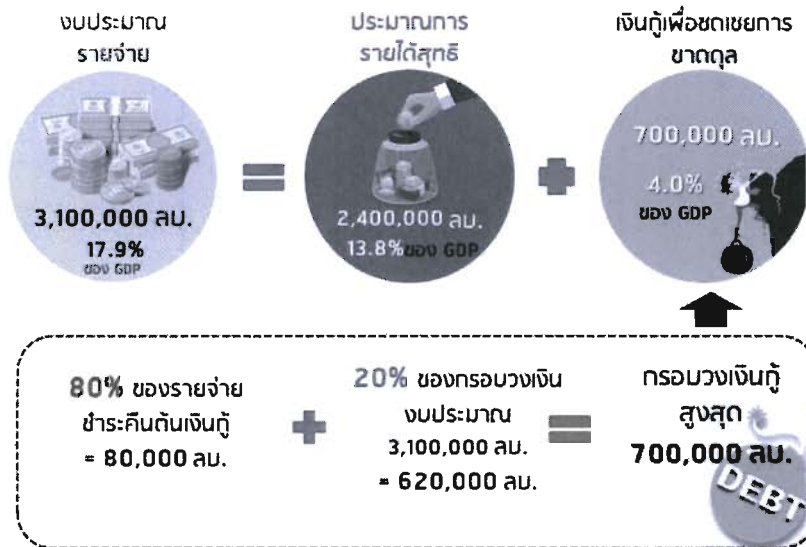 งบประมาณ
รายจ่าย
3,100,000 ลบ.
17.9%
ของ GDP
ประมาณการ
รายได้สุทธิ
2,400,000 ลบ.
13.8%ของ GDP
เงินกู้เพื่อชดเชยการ
ขาดดุล
700,000 ลบ.
4.0%
ของ GDP
80% ของรายจ่าย
ชำระคืนต้นเงินกู้
= 80,000 ลบ.
20% ของกรอบวงเงิน
งบประมาณ
3,100,000 ลบ.
= 620,000 ลบ.
กรอบวงเงินกู้
สูงสุด
700,000 ลบ.
DEBT